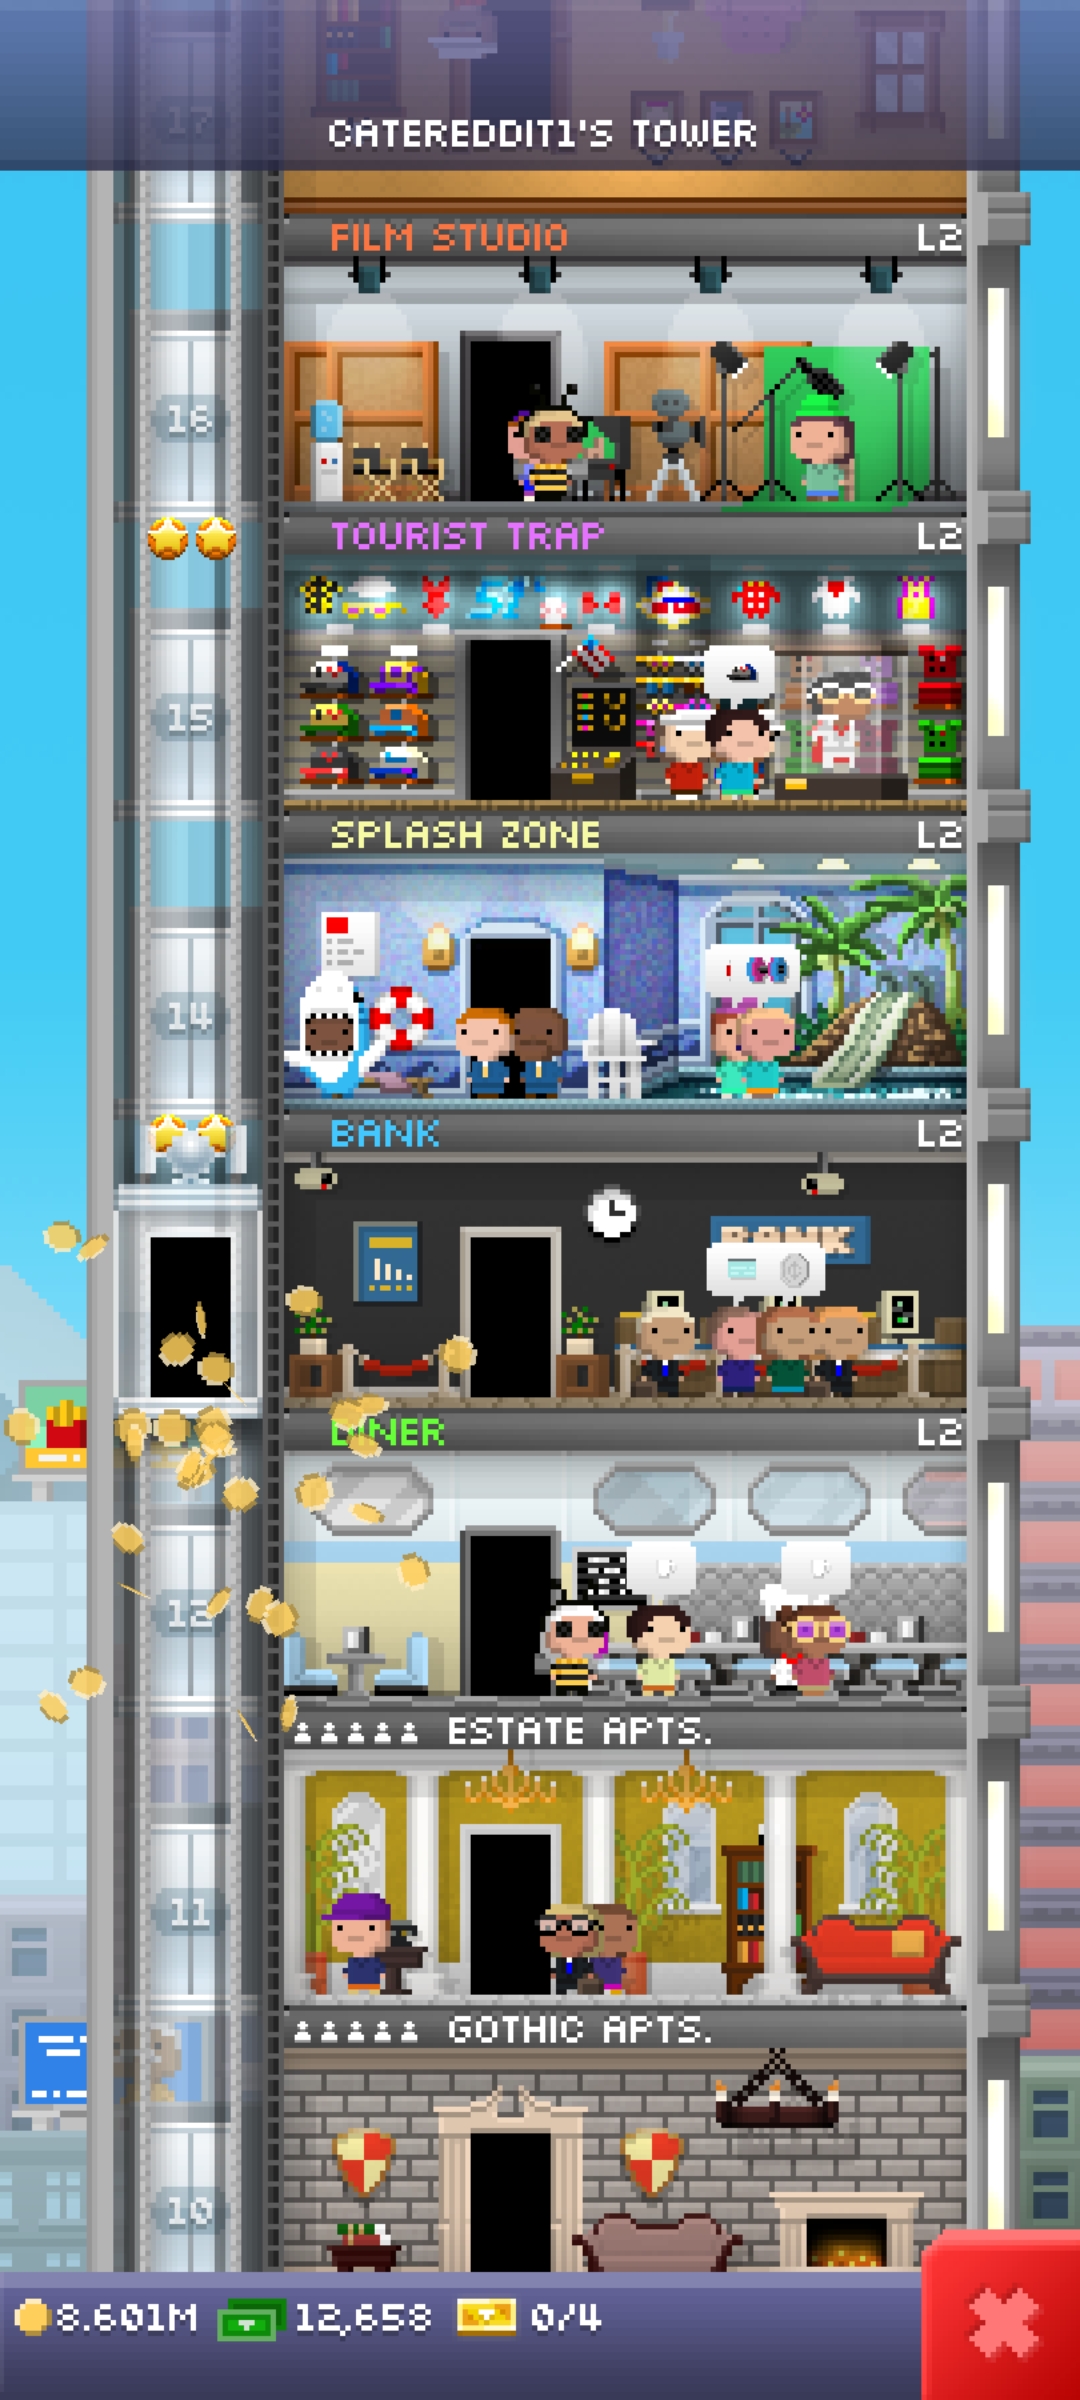 17
CATEREDDIT1'S TOWER
FILM STUDIO L2
16
TOURIST TRAP L2
15
SPLASH ZONE L2
14
BANK L2
BANK
DINER L2
12
ESTATE APTS.
11
GOTHIC APTS.
10
8.601M 12,658 0/4